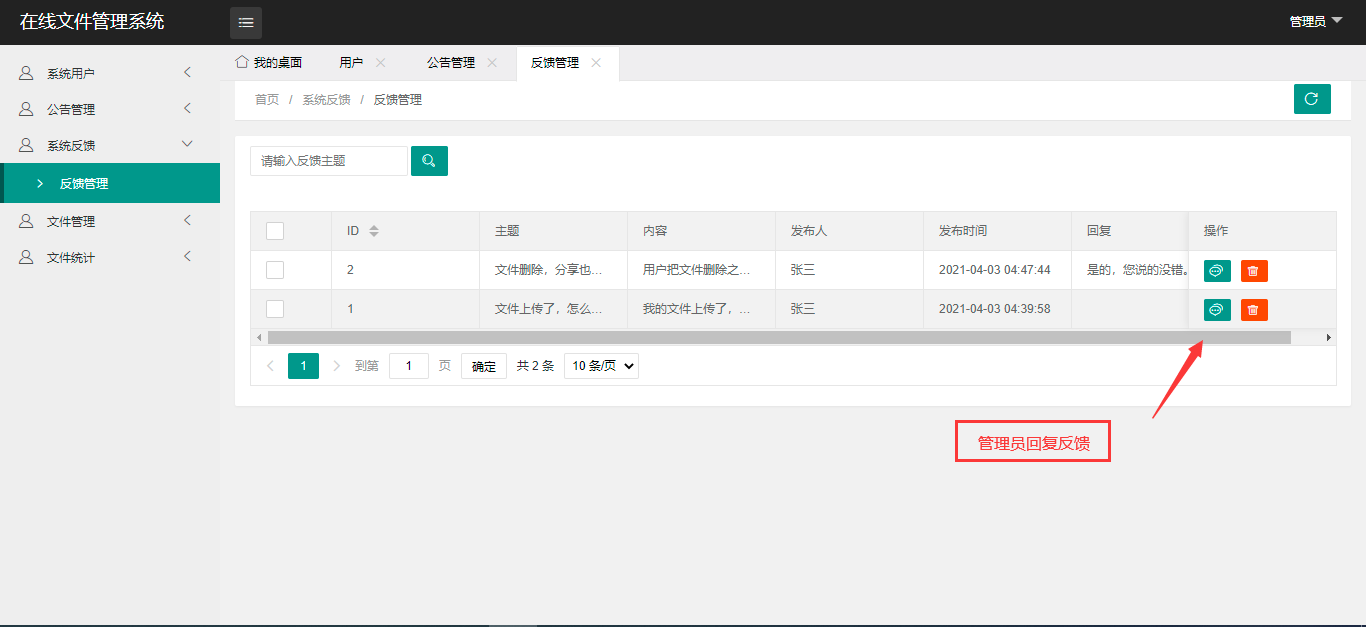 在线文件管理系统
管理员
系统用户
公告管理
系统反馈
反馈管理
文件管理
文件统计
我的桌面 用户 公告管理 反馈管理
首页 / 系统反馈 / 反馈管理
请输入反馈主题
ID 主题 内容 发布人 发布时间 回复 操作
2 文件删除，分享也... 用户把文件删除之... 张三 2021-04-03 04:47:44 是的，您说的没错。
1 文件上传了，怎么... 我的文件上传了，... 张三 2021-04-03 04:39:58
1 到第 1 页 确定 共 2 条 10 条/页
管理员回复反馈